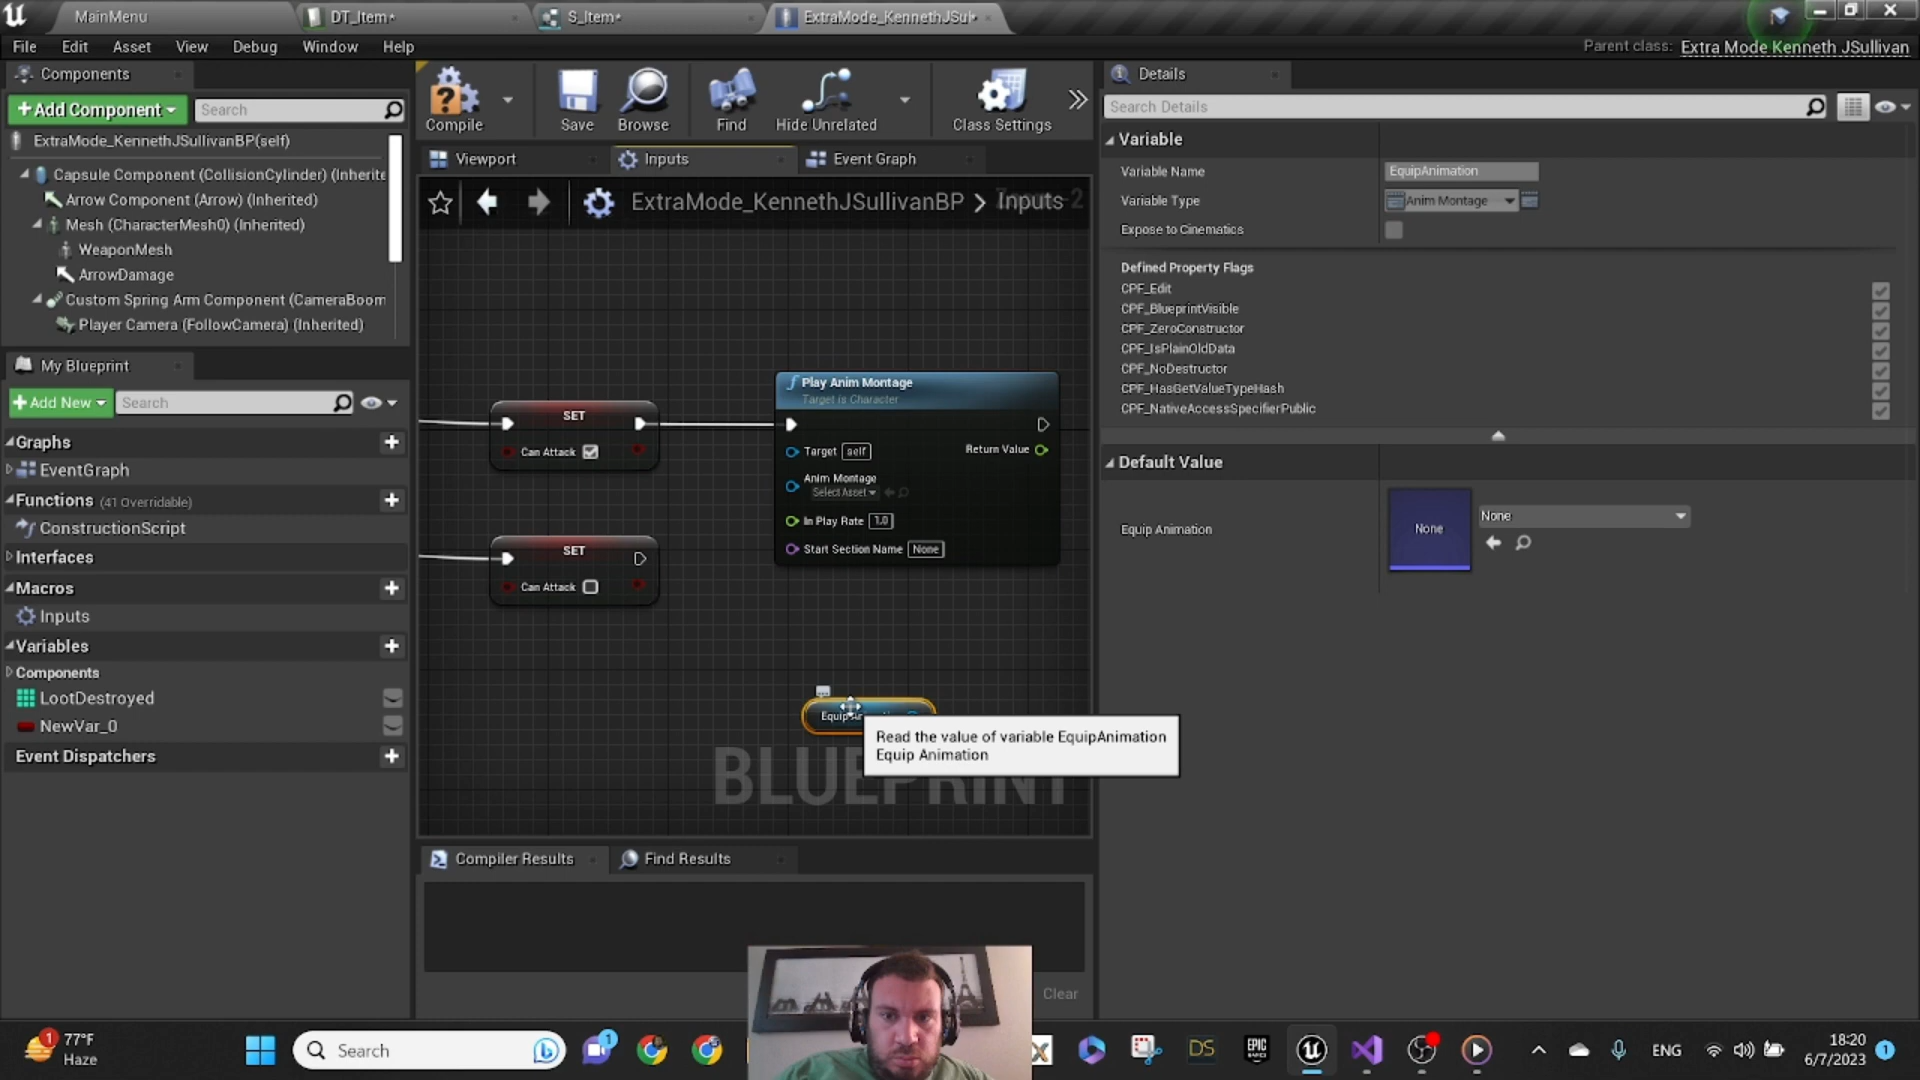 MainMenu
DT_Item*
S_Item*
ExtraMode_KennethJSul*
File Edit Asset View Debug Window Help
Parent class: Extra Mode Kenneth JSullivan
Components
+Add Component
Search
ExtraMode_KennethJSullivanBP(self)
Capsule Component (CollisionCylinder) (Inherite
Arrow Component (Arrow) (Inherited)
Mesh (CharacterMesh0) (Inherited)
WeaponMesh
ArrowDamage
Custom Spring Arm Component (CameraBoom
Player Camera (FollowCamera) (Inherited)
My Blueprint
+Add New
Search
Graphs
EventGraph
Functions (41 Overridable)
ConstructionScript
Interfaces
Macros
Inputs
Variables
Components
LootDestroyed
NewVar_0
Event Dispatchers
Compile
Save
Browse
Find
Hide Unrelated
Class Settings
Viewport
Inputs
Event Graph
ExtraMode_KennethJSullivanBP > Inputs
SET
Can Attack
SET
Can Attack
Play Anim Montage
Target is Character
Target self
Return Value
Anim Montage
Select Asset
In Play Rate 1.0
Start Section Name None
Read the value of variable EquipAnimation
Equip Animation
BLUEPRINT
Compiler Results
Find Results
Clear
Details
Search Details
Variable
Variable Name EquipAnimation
Variable Type Anim Montage
Expose to Cinematics
Defined Property Flags
CPF_Edit
CPF_BlueprintVisible
CPF_ZeroConstructor
CPF_IsPlainOldData
CPF_NoDestructor
CPF_HasGetValueTypeHash
CPF_NativeAccessSpecifierPublic
Default Value
Equip Animation
None
None
1
77°F
Haze
Search
1
DS
EPIC
GAMES
ENG
18:20
6/7/2023
1